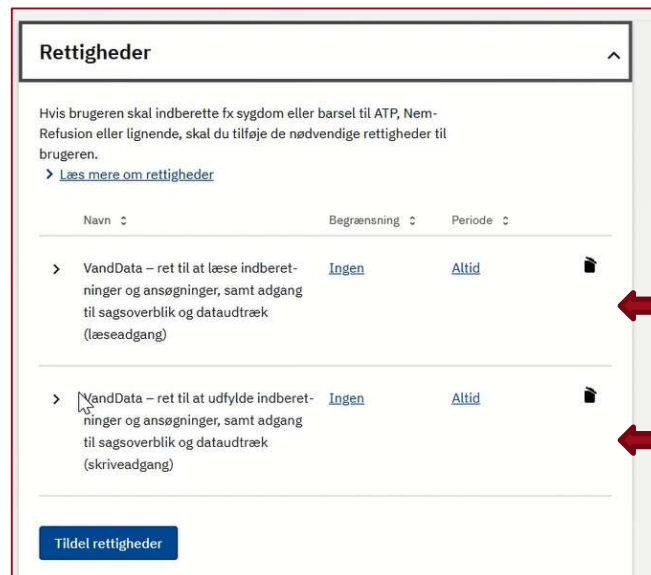 Rettigheder
Hvis brugeren skal indberette fx sygdom eller barsel til ATP, Nem-
Refusion eller lignende, skal du tilføje de nødvendige rettigheder til
brugeren.
Læs mere om rettigheder
Navn Begrænsning Periode
VandData – ret til at læse indberet- Ingen Altid
ninger og ansøgninger, samt adgang
til sagsoverblik og dataudtræk
(læseadgang)
VandData – ret til at udfylde indberet- Ingen Altid
ninger og ansøgninger, samt adgang
til sagsoverblik og dataudtræk
(skriveadgang)
Tildel rettigheder